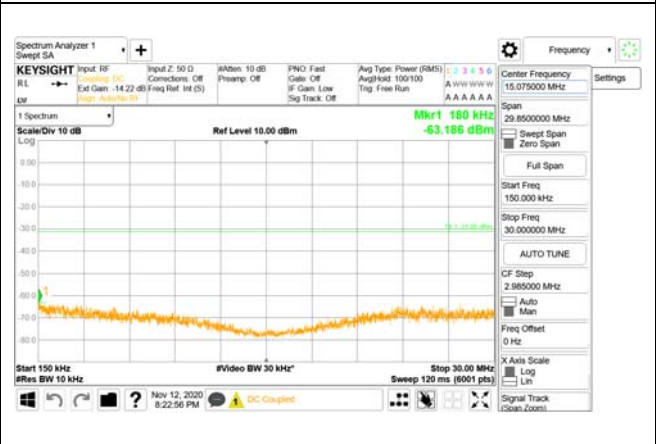 Spectrum Analyzer 1
Swept SA
+
Frequency
KEYSIGHT
RL
Input: RF
Coupling: DC
Ext Gain: -14.22 dB
Align: Auto/No RF
Input Z: 50 Ω
Corrections: Off
Freq Ref: Int (S)
#Atten: 10 dB
Preamp: Off
PNO: Fast
Gate: Off
IF Gain: Low
Sig Track: Off
Avg Type: Power (RMS)
Avg|Hold: 100/100
Trig: Free Run
1 2 3 4 5 6
A W W W W W
A A A A A A
1 Spectrum
Scale/Div 10 dB
Log
Ref Level 10.00 dBm
Mkr1 180 kHz
-63.186 dBm
0.00
-10.0
-20.0
-30.0
-40.0
-50.0
-60.0
-70.0
-80.0
1
Start 150 kHz
#Res BW 10 kHz
#Video BW 30 kHz*
Stop 30.00 MHz
Sweep 120 ms (6001 pts)
Center Frequency
15.075000 MHz
Settings
Span
29.8500000 MHz
Swept Span
Zero Span
Full Span
Start Freq
150.000 kHz
Stop Freq
30.000000 MHz
AUTO TUNE
CF Step
2.985000 MHz
Auto
Man
Freq Offset
0 Hz
X Axis Scale
Log
Lin
Signal Track
(Span Zoom)
?
Nov 12, 2020
8:22:56 PM
1
DC Coupled